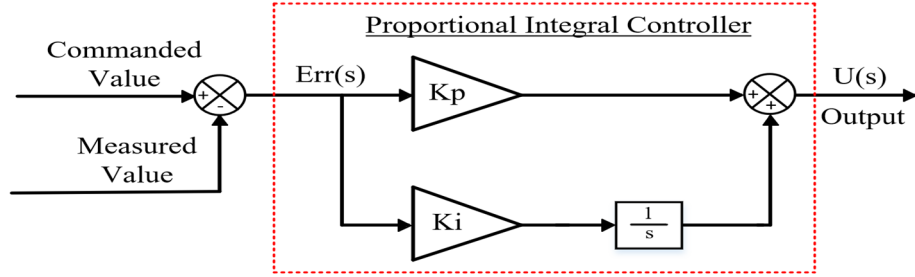 Proportional Integral Controller
Commanded
Value
Err(s)
Kp
U(s)
Output
+
-
+
+
Measured
Value
Ki
1
s